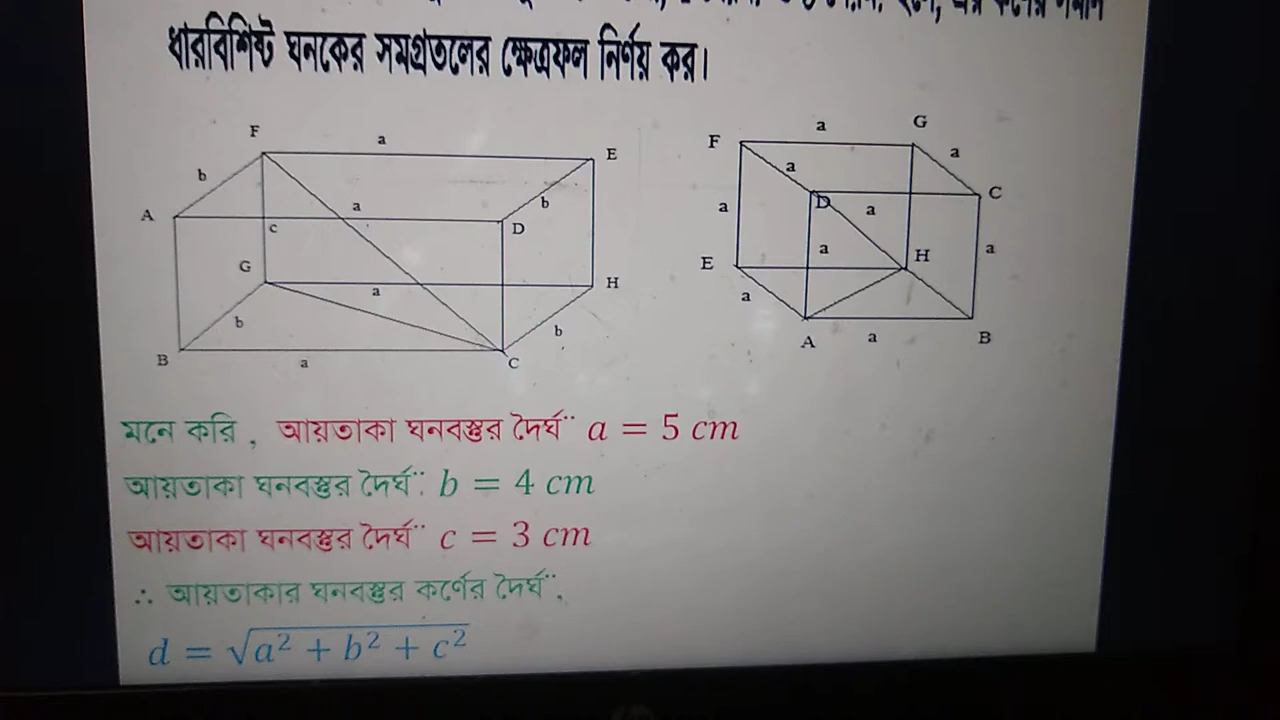 ধারবিশিষ্ট ঘনকের সমগ্রতলের ক্ষেত্রফল নির্ণয় কর।
F a E
b
A a b
c D
G a H
b b
B a C
F a G
a a
D a C
a a a
E H
a
A a B
মনে করি , আয়তাকা ঘনবস্তুর দৈর্ঘ¨ a = 5 cm
আয়তাকা ঘনবস্তুর দৈর্ঘ¨. b = 4 cm
আয়তাকা ঘনবস্তুর দৈর্ঘ¨ c = 3 cm
∴ আয়তাকার ঘনবস্তুর কর্ণের দৈর্ঘ¨,
d = √a² + b² + c²